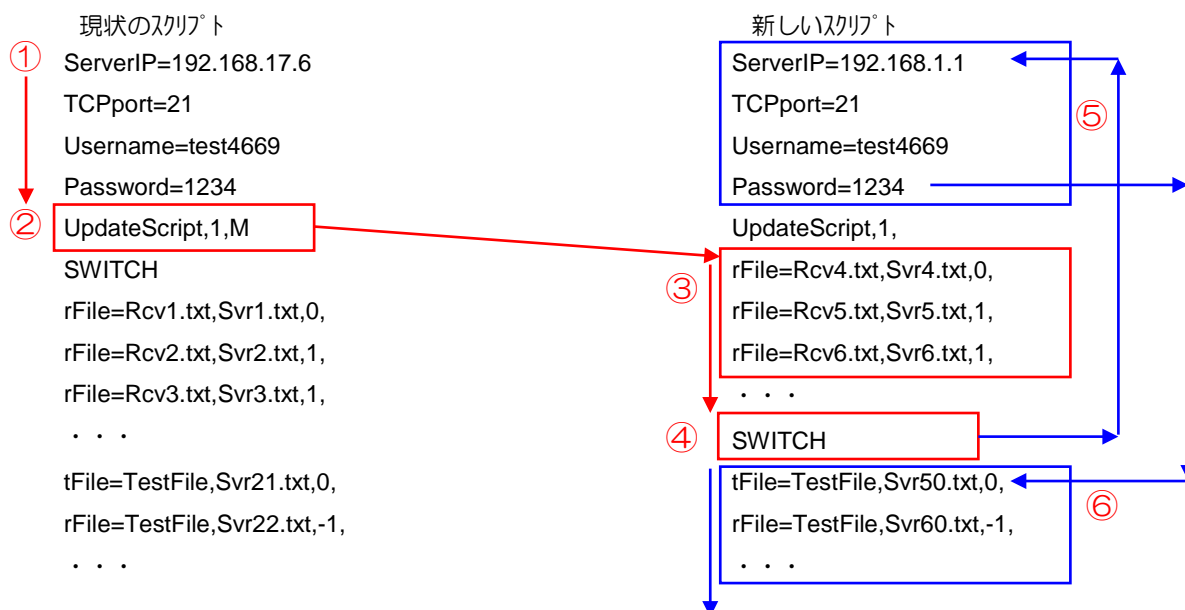 現状のｽｸﾘﾌﾟﾄ
①
ServerIP=192.168.17.6
TCPport=21
Username=test4669
Password=1234
②
UpdateScript,1,M
SWITCH
rFile=Rcv1.txt,Svr1.txt,0,
rFile=Rcv2.txt,Svr2.txt,1,
rFile=Rcv3.txt,Svr3.txt,1,
・・・
tFile=TestFile,Svr21.txt,0,
rFile=TestFile,Svr22.txt,-1,
・・・
新しいｽｸﾘﾌﾟﾄ
ServerIP=192.168.1.1
TCPport=21
⑤
Username=test4669
Password=1234
UpdateScript,1,
③
rFile=Rcv4.txt,Svr4.txt,0,
rFile=Rcv5.txt,Svr5.txt,1,
rFile=Rcv6.txt,Svr6.txt,1,
・・・
④
SWITCH
tFile=TestFile,Svr50.txt,0,
⑥
rFile=TestFile,Svr60.txt,-1,
・・・